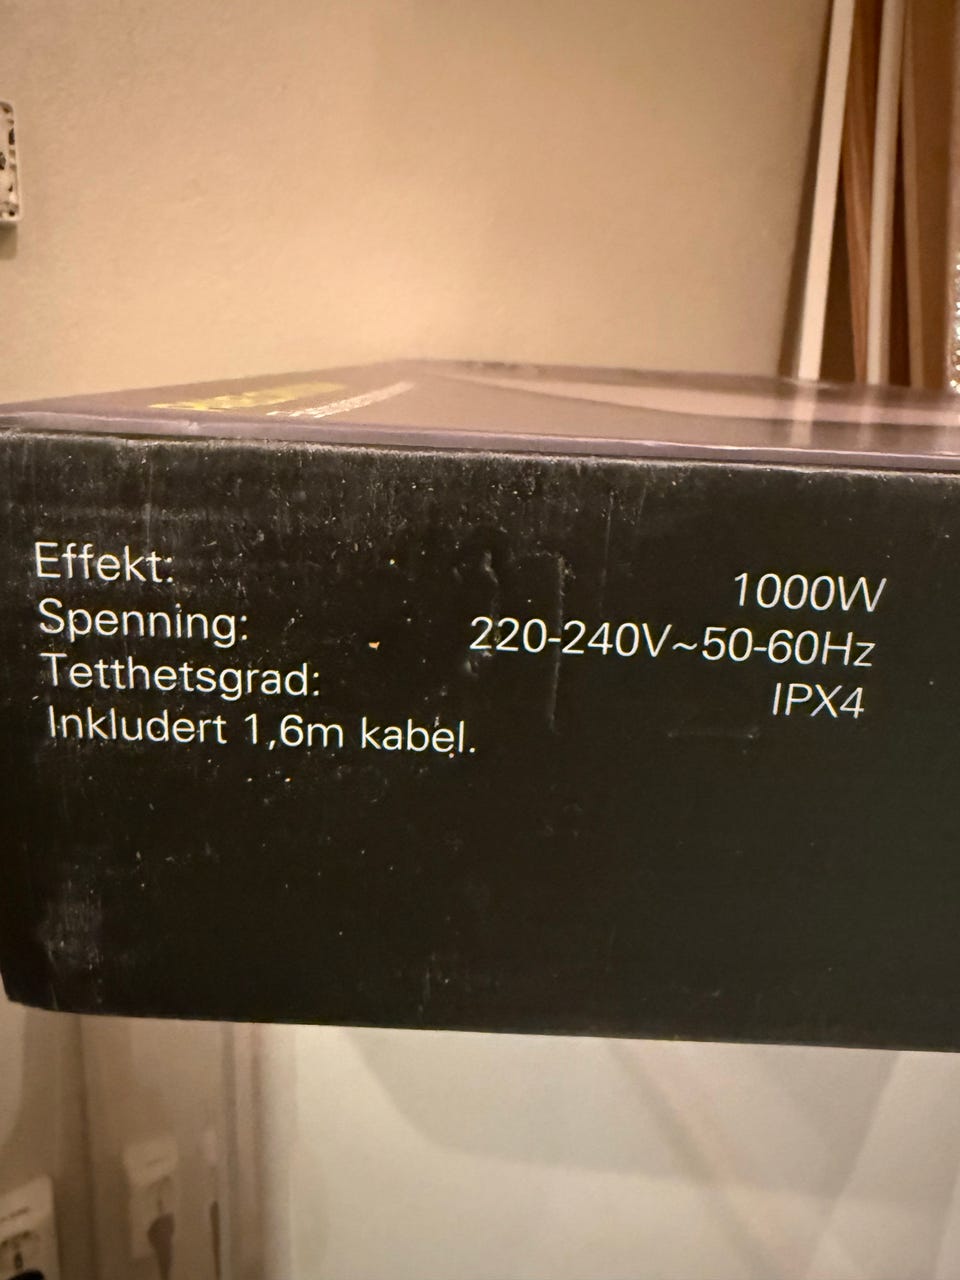 Effekt: 1000W
Spenning: 220-240V~50-60Hz
Tetthetsgrad: IPX4
Inkludert 1,6m kabel.